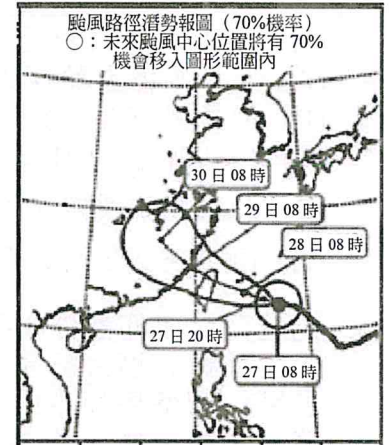 颱風路徑潛勢報圖（70%機率）
○：未來颱風中心位置將有 70%
機會移入圖形範圍內
30 日 08 時
29 日 08 時
28 日 08 時
27 日 20 時
27 日 08 時